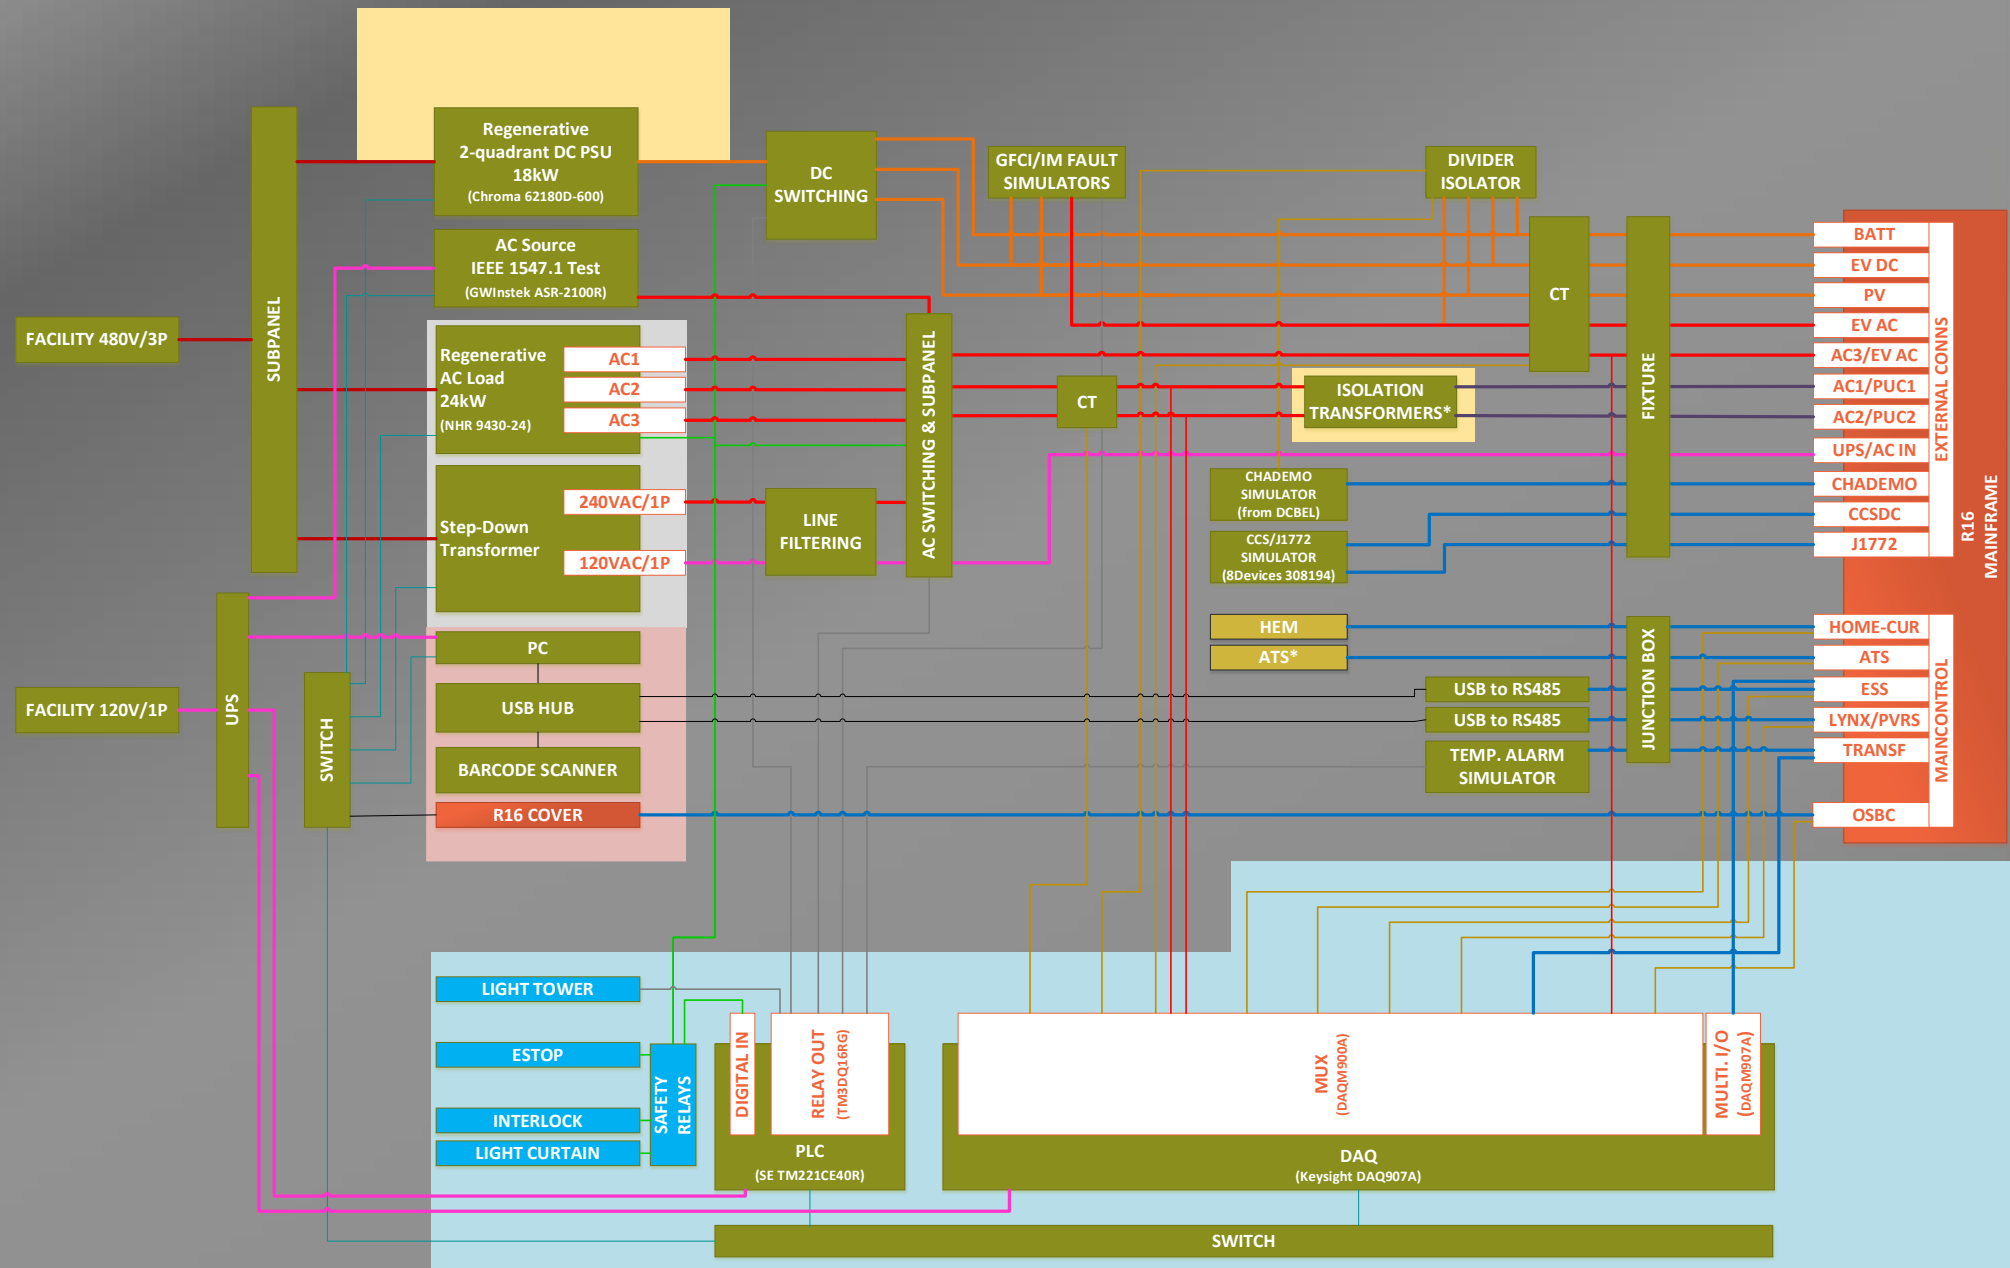 Regenerative
2-quadrant DC PSU
18kW
(Chroma 62180D-600)
DC
SWITCHING
GFCI/IM FAULT
SIMULATORS
DIVIDER
ISOLATOR
AC Source
IEEE 1547.1 Test
(GWInstek ASR-2100R)
FACILITY 480V/3P
SUBPANEL
Regenerative
AC Load
24kW
(NHR 9430-24)
AC1
AC2
AC3
Step-Down
Transformer
240VAC/1P
120VAC/1P
LINE
FILTERING
AC SWITCHING & SUBPANEL
CT
ISOLATION
TRANSFORMERS*
CT
FIXTURE
CHADEMO
SIMULATOR
(from DCBEL)
CCS/J1772
SIMULATOR
(8Devices 308194)
BATT
EV DC
PV
EV AC
AC3/EV AC
AC1/PUC1
AC2/PUC2
UPS/AC IN
CHADEMO
CCSDC
J1772
EXTERNAL CONNS
R16
MAINFRAME
FACILITY 120V/1P
UPS
SWITCH
PC
USB HUB
BARCODE SCANNER
R16 COVER
HEM
ATS*
USB to RS485
USB to RS485
TEMP. ALARM
SIMULATOR
JUNCTION BOX
HOME-CUR
ATS
ESS
LYNX/PVRS
TRANSF
OSBC
MAINCONTROL
LIGHT TOWER
ESTOP
INTERLOCK
LIGHT CURTAIN
SAFETY
RELAYS
DIGITAL IN
RELAY OUT
(TM3DQ16RG)
PLC
(SE TM221CE40R)
MUX
(DAQM900A)
MULTI. I/O
(DAQM907A)
DAQ
(Keysight DAQ907A)
SWITCH